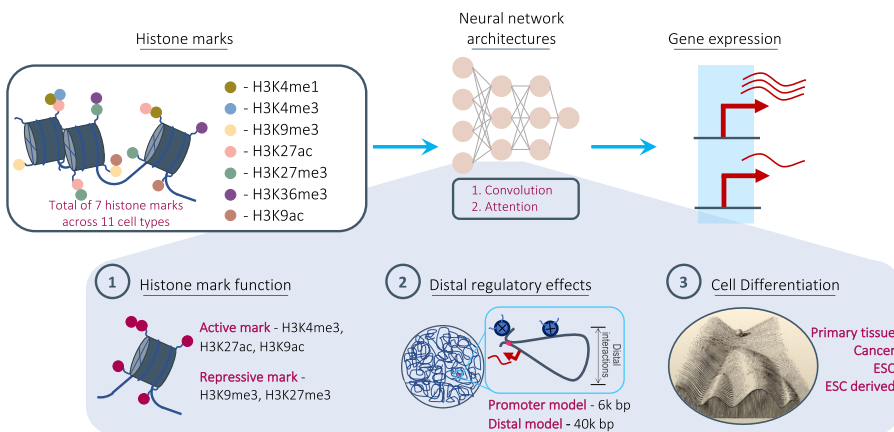 Histone marks
Neural network
architectures
Gene expression
- H3K4me1
- H3K4me3
- H3K9me3
- H3K27ac
- H3K27me3
- H3K36me3
- H3K9ac
Total of 7 histone marks
across 11 cell types
1. Convolution
2. Attention
1
Histone mark function
Active mark - H3K4me3,
H3K27ac, H3K9ac
Repressive mark -
H3K9me3, H3K27me3
2
Distal regulatory effects
Distal
interactions
Promoter model - 6k bp
Distal model - 40k bp
3
Cell Differentiation
Primary tissue
Cancer
ESC
ESC derived